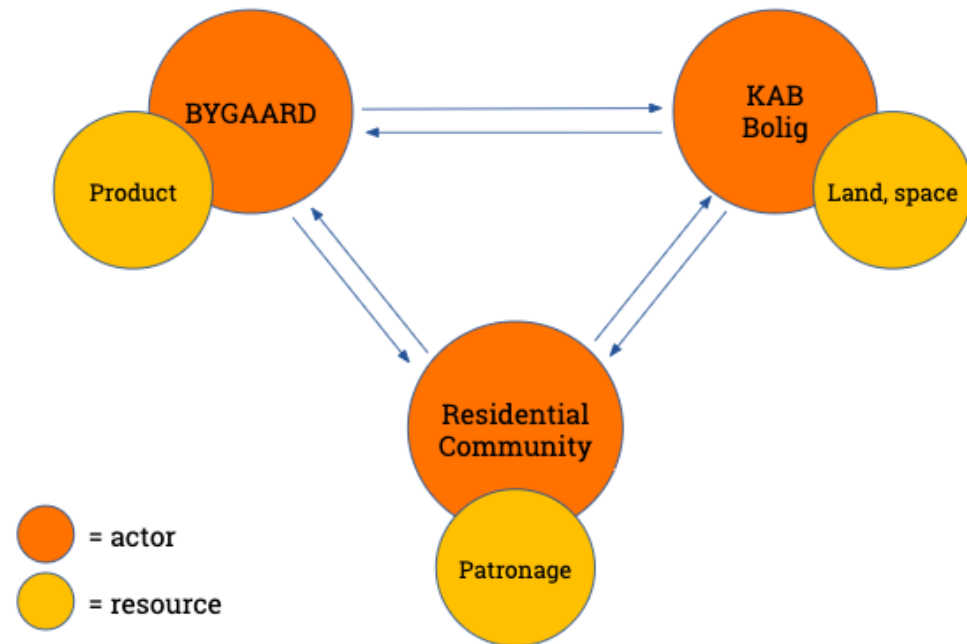 BYGAARD
KAB
Bolig
Product
Land, space
Residential
Community
Patronage
= actor
= resource